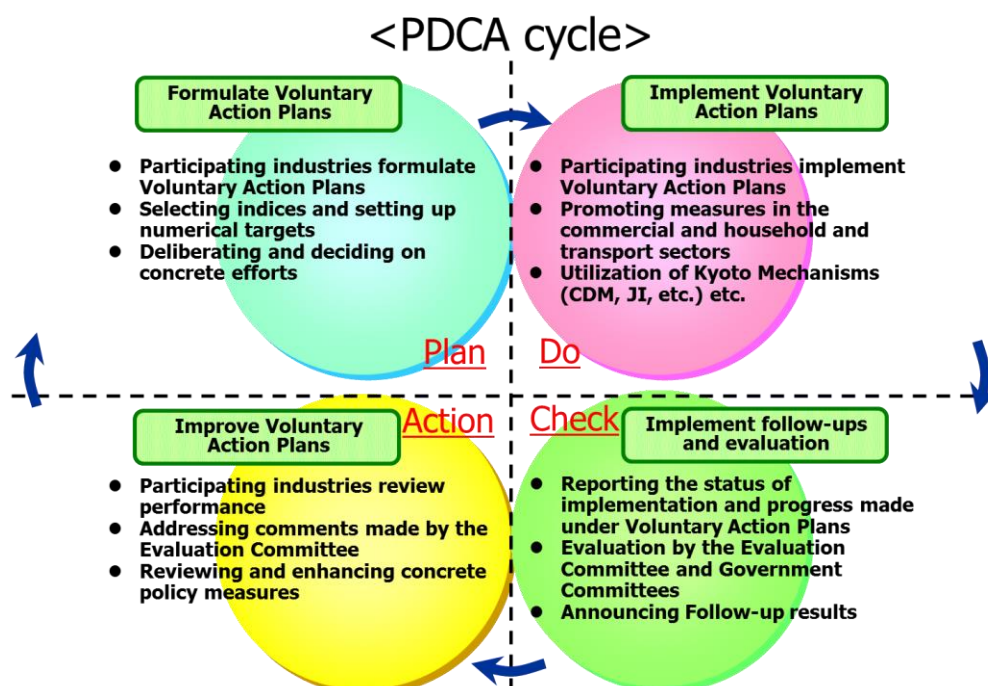 <PDCA cycle>
Formulate Voluntary
Action Plans
● Participating industries formulate
Voluntary Action Plans
● Selecting indices and setting up
numerical targets
● Deliberating and deciding on
concrete efforts
Plan
Implement Voluntary
Action Plans
● Participating industries implement
Voluntary Action Plans
● Promoting measures in the
commercial and household and
transport sectors
● Utilization of Kyoto Mechanisms
(CDM, JI, etc.) etc.
Do
Action
Improve Voluntary
Action Plans
● Participating industries review
performance
● Addressing comments made by the
Evaluation Committee
● Reviewing and enhancing concrete
policy measures
Check
Implement follow-ups
and evaluation
● Reporting the status of
implementation and progress made
under Voluntary Action Plans
● Evaluation by the Evaluation
Committee and Government
Committees
● Announcing Follow-up results